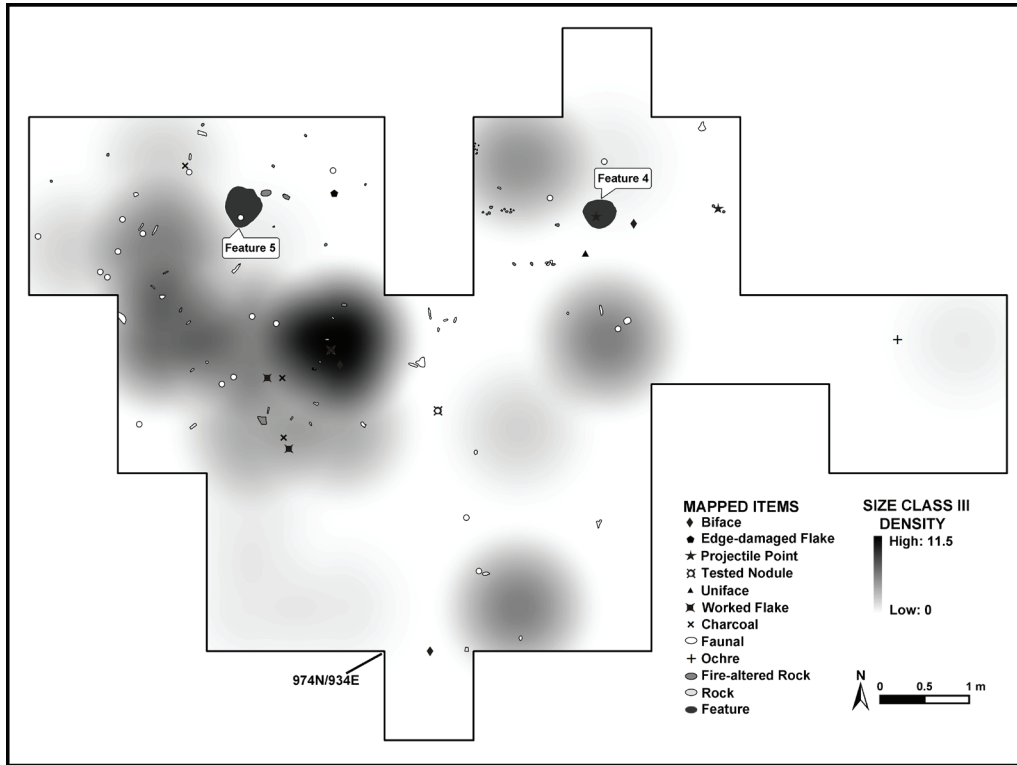 Feature 4
Feature 5
974N/934E
MAPPED ITEMS
Biface
Edge-damaged Flake
Projectile Point
Tested Nodule
Uniface
Worked Flake
Charcoal
Faunal
Ochre
Fire-altered Rock
Rock
Feature
SIZE CLASS III
DENSITY
High: 11.5
Low: 0
N
0 0.5 1 m